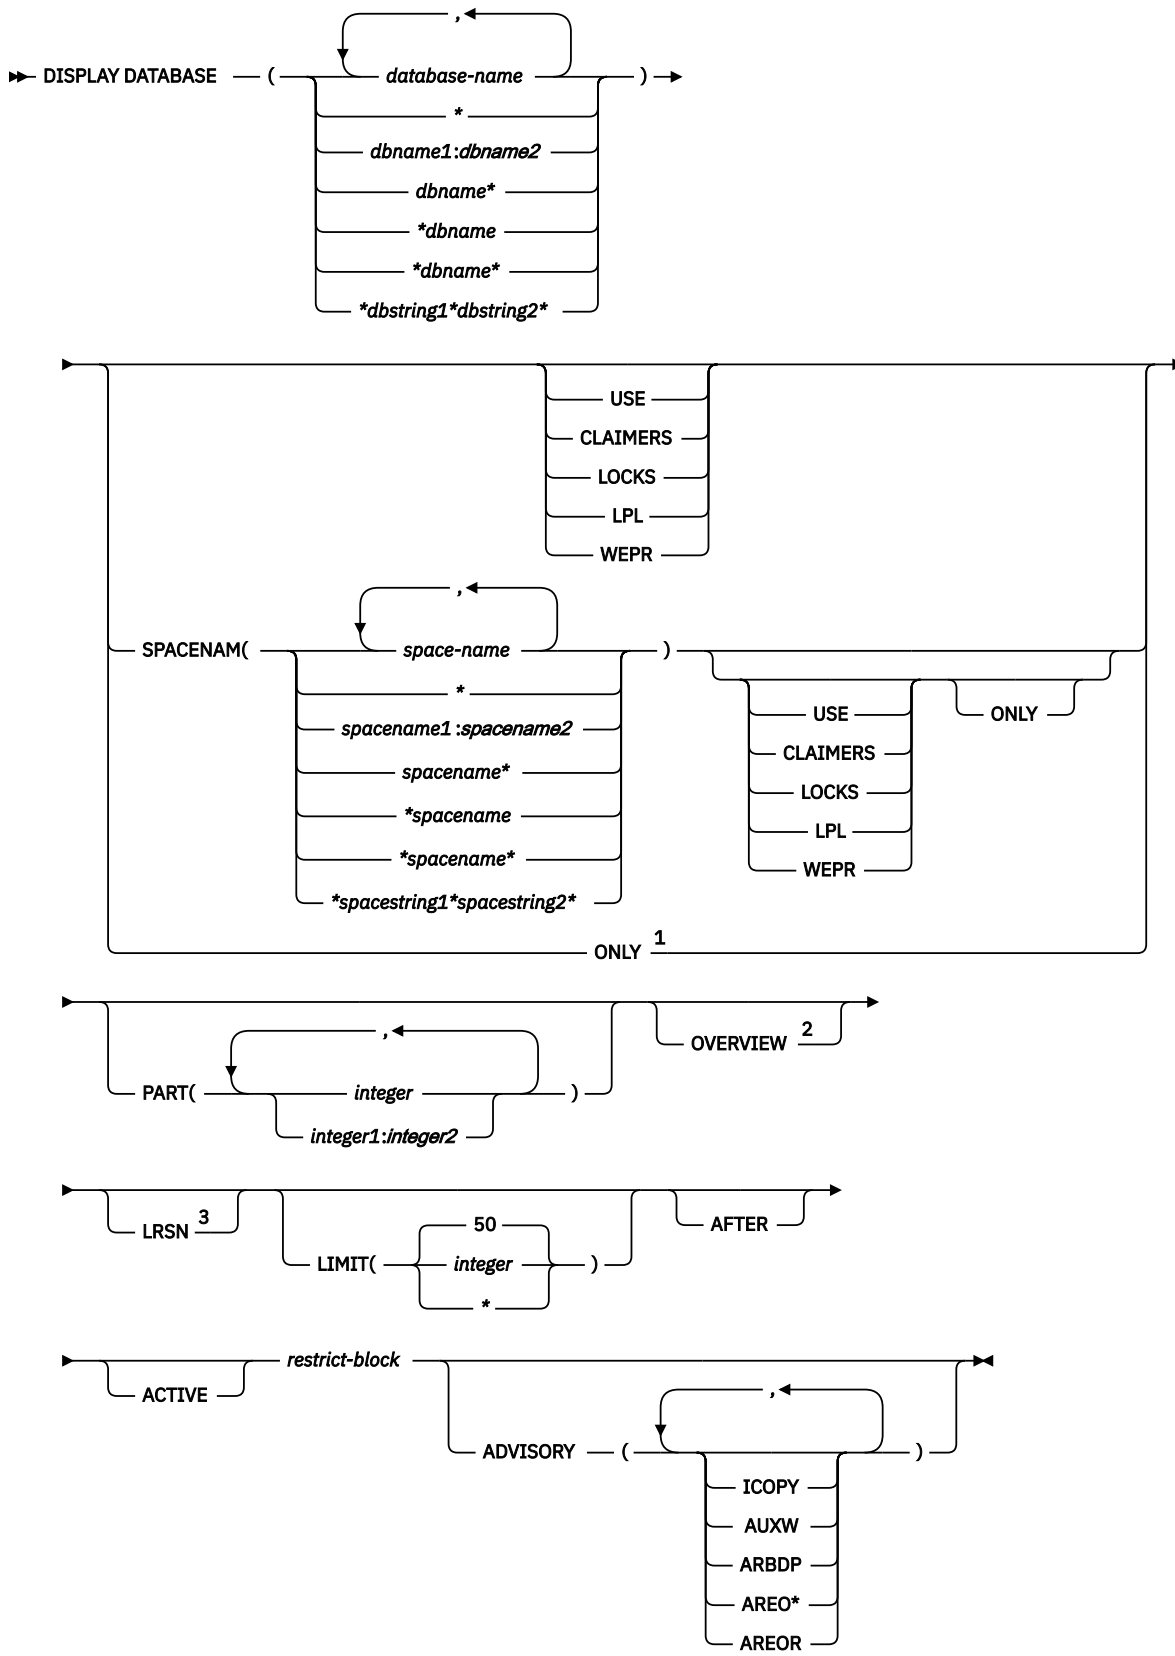 ,
DISPLAY DATABASE ( database-name )
*
dbname1:dbname2
dbname*
*dbname
*dbname*
*dbstring1*dbstring2*
USE
CLAIMERS
LOCKS
LPL
WEPR
,
SPACENAM( space-name )
*
spacename1:spacename2
spacename*
*spacename
*spacename*
*spacestring1*spacestring2*
USE ONLY
CLAIMERS
LOCKS
LPL
WEPR
ONLY 1
,
PART( integer )
integer1:integer2
OVERVIEW 2
LRSN 3
LIMIT( 50 integer * )
AFTER
ACTIVE
restrict-block
,
ADVISORY ( )
ICOPY
AUXW
ARBDP
AREO*
AREOR